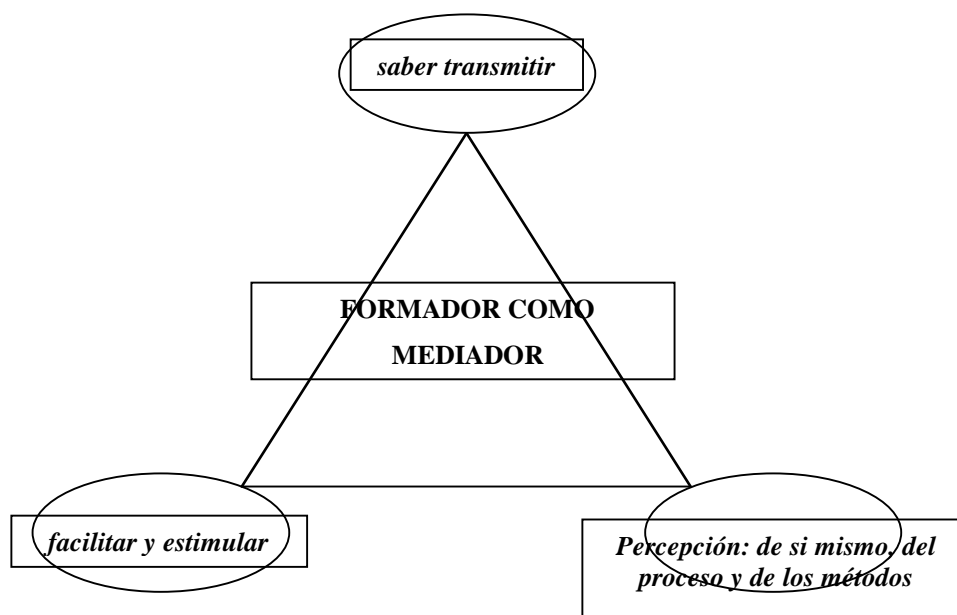 saber transmitir
FORMADOR COMO
MEDIADOR
facilitar y estimular
Percepción: de si mismo, del
proceso y de los métodos